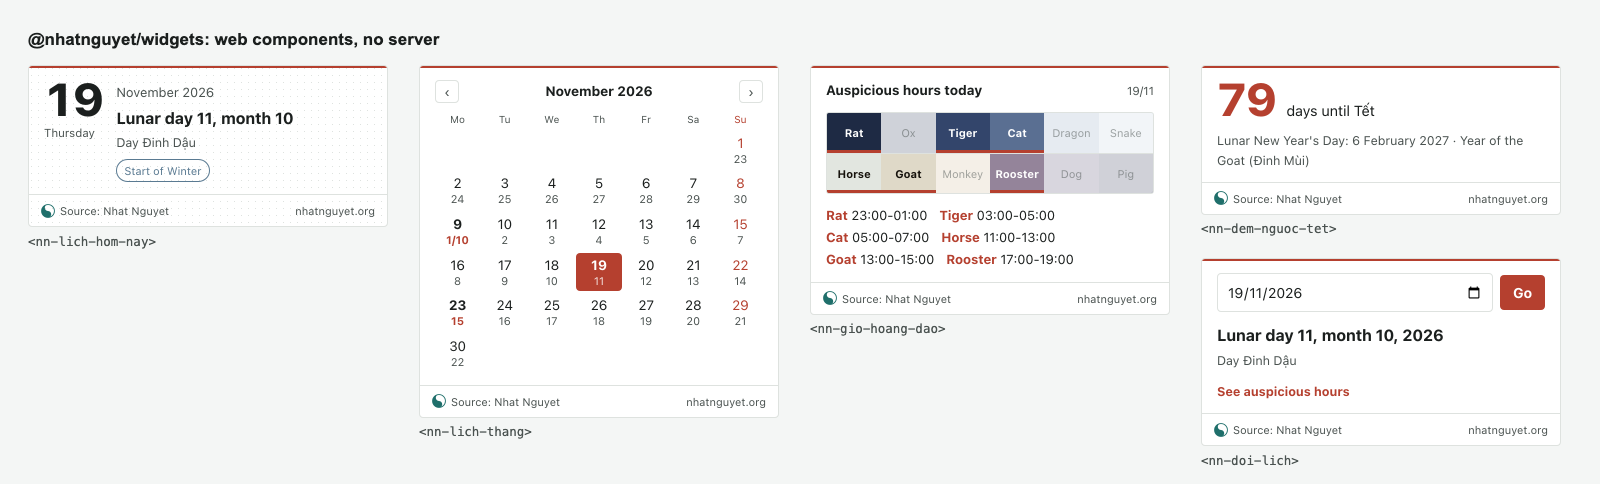 @nhatnguyet/widgets: web components, no server
19
Thursday
November 2026
Lunar day 11, month 10
Day Đinh Dậu
Start of Winter
Source: Nhat Nguyet nhatnguyet.org
<nn-lich-hom-nay>
‹ November 2026 ›
Mo Tu We Th Fr Sa Su
1
23
2 3 4 5 6 7 8
24 25 26 27 28 29 30
9 10 11 12 13 14 15
1/10 2 3 4 5 6 7
16 17 18 19 20 21 22
8 9 10 11 12 13 14
23 24 25 26 27 28 29
15 16 17 18 19 20 21
30
22
Source: Nhat Nguyet nhatnguyet.org
<nn-lich-thang>
Auspicious hours today 19/11
Rat Ox Tiger Cat Dragon Snake
Horse Goat Monkey Rooster Dog Pig
Rat 23:00-01:00 Tiger 03:00-05:00
Cat 05:00-07:00 Horse 11:00-13:00
Goat 13:00-15:00 Rooster 17:00-19:00
Source: Nhat Nguyet nhatnguyet.org
<nn-gio-hoang-dao>
79 days until Tết
Lunar New Year's Day: 6 February 2027 · Year of the
Goat (Đinh Mùi)
Source: Nhat Nguyet nhatnguyet.org
<nn-dem-nguoc-tet>
19/11/2026 Go
Lunar day 11, month 10, 2026
Day Đinh Dậu
See auspicious hours
Source: Nhat Nguyet nhatnguyet.org
<nn-doi-lich>